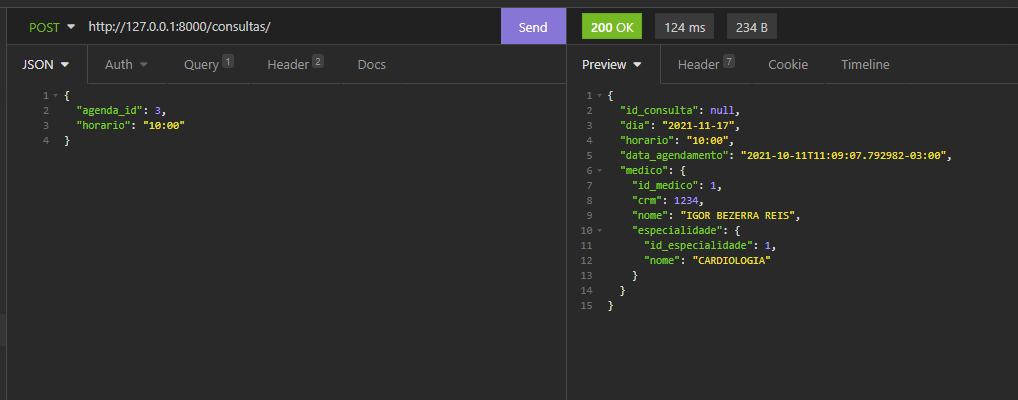 POST http://127.0.0.1:8000/consultas/ Send 200 OK 124 ms 234 B
JSON Auth Query 1 Header 2 Docs Preview Header 7 Cookie Timeline
1 {
2 "agenda_id": 3,
3 "horario": "10:00"
4 }
1 {
2 "id_consulta": null,
3 "dia": "2021-11-17",
4 "horario": "10:00",
5 "data_agendamento": "2021-10-11T11:09:07.792982-03:00",
6 "medico": {
7 "id_medico": 1,
8 "crm": 1234,
9 "nome": "IGOR BEZERRA REIS",
10 "especialidade": {
11 "id_especialidade": 1,
12 "nome": "CARDIOLOGIA"
13 }
14 }
15 }